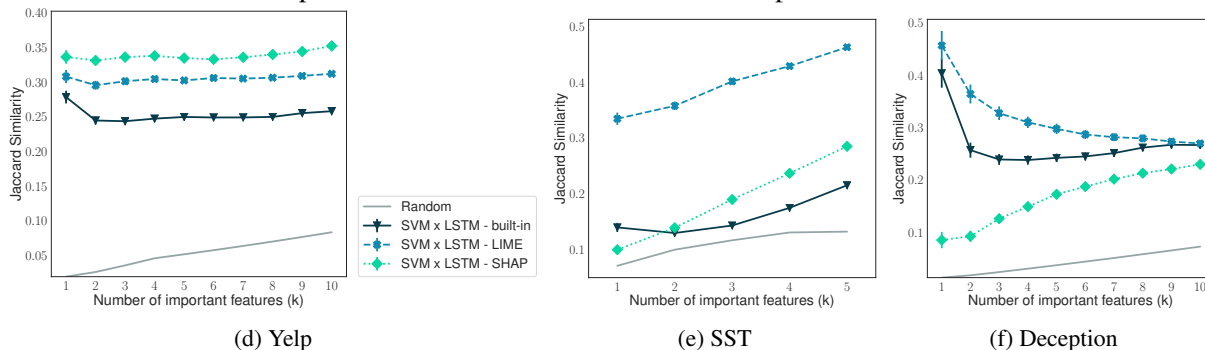 0.40
0.35
0.30
0.25
0.20
0.15
0.10
0.05
Jaccard Similarity
1 2 3 4 5 6 7 8 9 10
Number of important features (k)
(d) Yelp
Random
SVM x LSTM - built-in
SVM x LSTM - LIME
SVM x LSTM - SHAP
0.5
0.4
0.3
0.2
0.1
Jaccard Similarity
1 2 3 4 5
Number of important features (k)
(e) SST
0.5
0.4
0.3
0.2
0.1
Jaccard Similarity
1 2 3 4 5 6 7 8 9 10
Number of important features (k)
(f) Deception